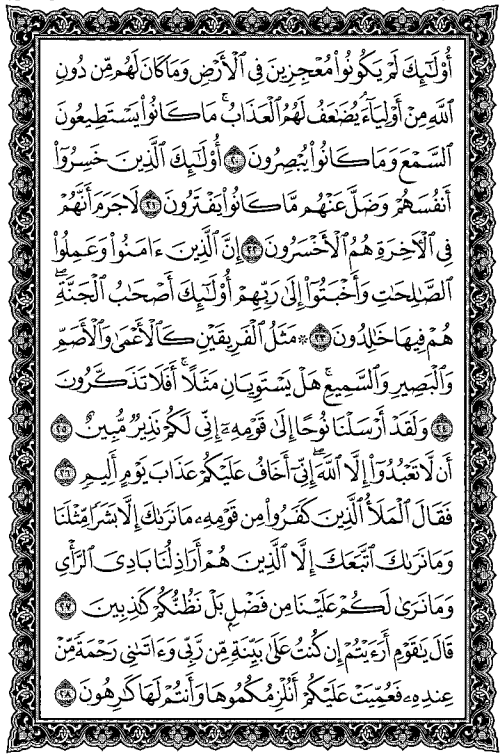 أُوْلَٰٓئِكَ لَمۡ يَكُونُواْ مُعۡجِزِينَ فِي ٱلۡأَرۡضِ وَمَا كَانَ لَهُم مِّن دُونِ
ٱللَّهِ مِنۡ أَوۡلِيَآءَۘ يُضَٰعَفُ لَهُمُ ٱلۡعَذَابُۚ مَا كَانُواْ يَسۡتَطِيعُونَ
ٱلسَّمۡعَ وَمَا كَانُواْ يُبۡصِرُونَ ٢٠ أُوْلَٰٓئِكَ ٱلَّذِينَ خَسِرُوٓاْ
أَنفُسَهُمۡ وَضَلَّ عَنۡهُم مَّا كَانُواْ يَفۡتَرُونَ ٢١ لَا جَرَمَ أَنَّهُمۡ
فِي ٱلۡأٓخِرَةِ هُمُ ٱلۡأَخۡسَرُونَ ٢٢ إِنَّ ٱلَّذِينَ ءَامَنُواْ وَعَمِلُواْ
ٱلصَّٰلِحَٰتِ وَأَخۡبَتُوٓاْ إِلَىٰ رَبِّهِمۡ أُوْلَٰٓئِكَ أَصۡحَٰبُ ٱلۡجَنَّةِۖ
هُمۡ فِيهَا خَٰلِدُونَ ٢٣ ۞ مَثَلُ ٱلۡفَرِيقَيۡنِ كَٱلۡأَعۡمَىٰ وَٱلۡأَصَمِّ
وَٱلۡبَصِيرِ وَٱلسَّمِيعِۚ هَلۡ يَسۡتَوِيَانِ مَثَلًاۚ أَفَلَا تَذَكَّرُونَ
٢٤ وَلَقَدۡ أَرۡسَلۡنَا نُوحًا إِلَىٰ قَوۡمِهِۦٓ إِنِّي لَكُمۡ نَذِيرٞ مُّبِينٌ ٢٥
أَن لَّا تَعۡبُدُوٓاْ إِلَّا ٱللَّهَۖ إِنِّيٓ أَخَافُ عَلَيۡكُمۡ عَذَابَ يَوۡمٍ أَلِيمٖ ٢٦
فَقَالَ ٱلۡمَلَأُ ٱلَّذِينَ كَفَرُواْ مِن قَوۡمِهِۦ مَا نَرَىٰكَ إِلَّا بَشَرٗا مِّثۡلَنَا
وَمَا نَرَىٰكَ ٱتَّبَعَكَ إِلَّا ٱلَّذِينَ هُمۡ أَرَاذِلُنَا بَادِيَ ٱلرَّأۡيِ
وَمَا نَرَىٰ لَكُمۡ عَلَيۡنَا مِن فَضۡلِۭ بَلۡ نَظُنُّكُمۡ كَٰذِبِينَ ٢٧
قَالَ يَٰقَوۡمِ أَرَءَيۡتُمۡ إِن كُنتُ عَلَىٰ بَيِّنَةٖ مِّن رَّبِّي وَءَاتَىٰنِي رَحۡمَةٗ مِّنۡ
عِندِهِۦ فَعُمِّيَتۡ عَلَيۡكُمۡ أَنُلۡزِمُكُمُوهَا وَأَنتُمۡ لَهَا كَٰرِهُونَ ٢٨